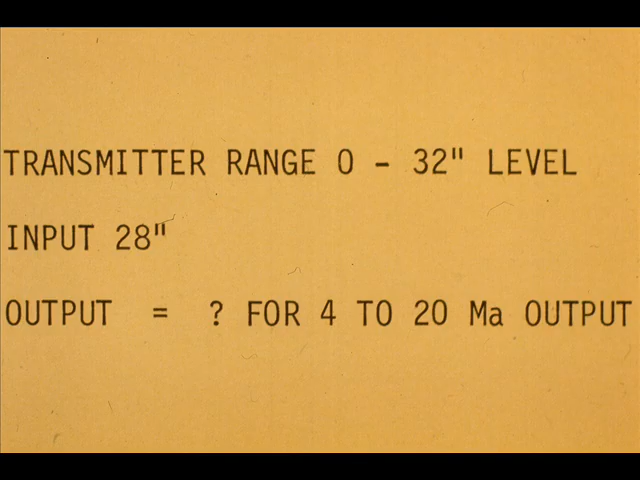 TRANSMITTER RANGE 0 - 32" LEVEL
INPUT 28"
OUTPUT = ? FOR 4 TO 20 Ma OUTPUT